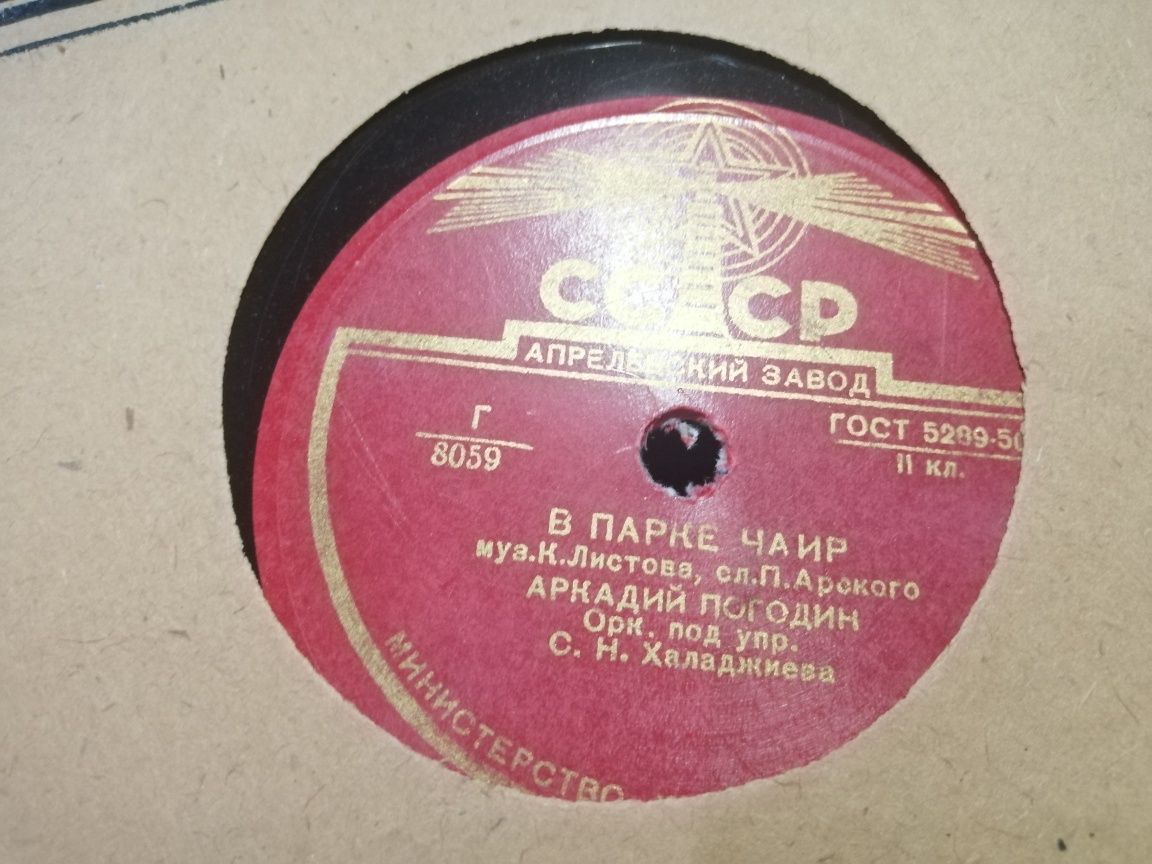 СССР
АПРЕЛЕВСКИЙ ЗАВОД
Г
8059
ГОСТ 5289-50
II кл.
В ПАРКЕ ЧАИР
муз.К.Листова, сл.П.Арского
АРКАДИЙ ПОГОДИН
Орк. под упр.
С. Н. Халаджиева
МИНИСТЕРСТВО